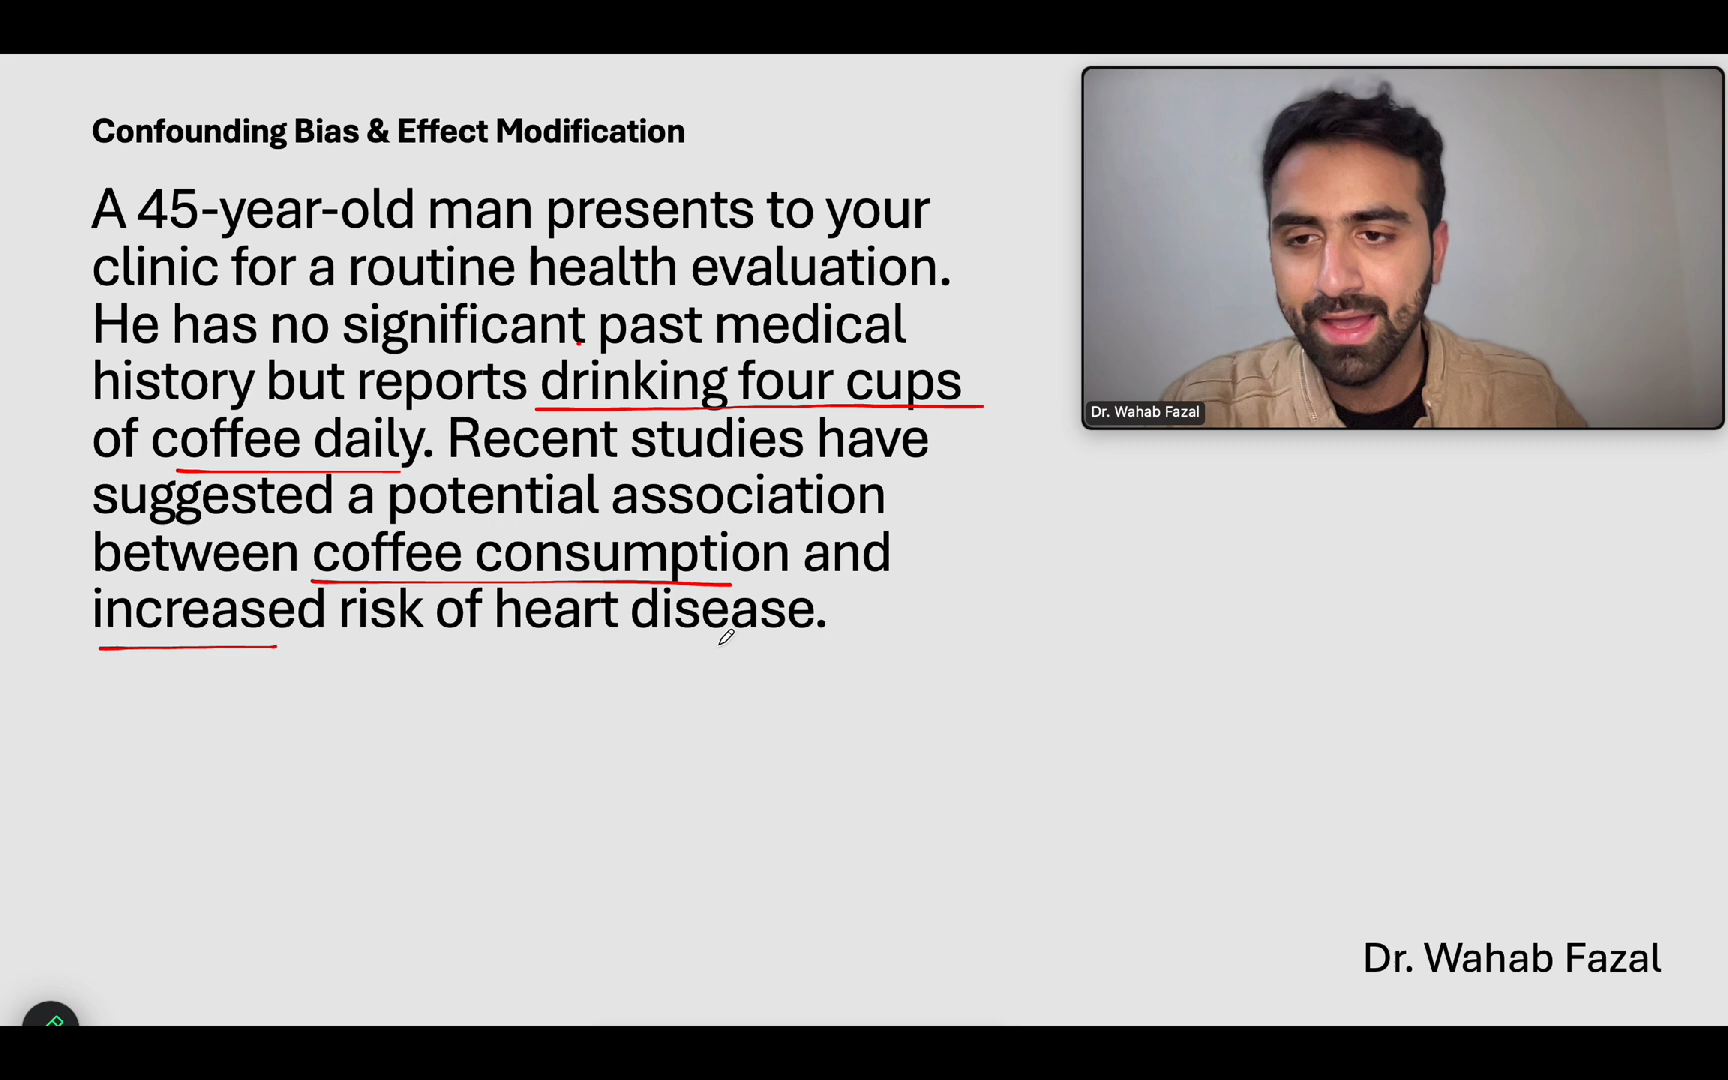 Confounding Bias & Effect Modification
A 45-year-old man presents to your
clinic for a routine health evaluation.
He has no significant past medical
history but reports drinking four cups
of coffee daily. Recent studies have
suggested a potential association
between coffee consumption and
increased risk of heart disease.
Dr. Wahab Fazal
Dr. Wahab Fazal